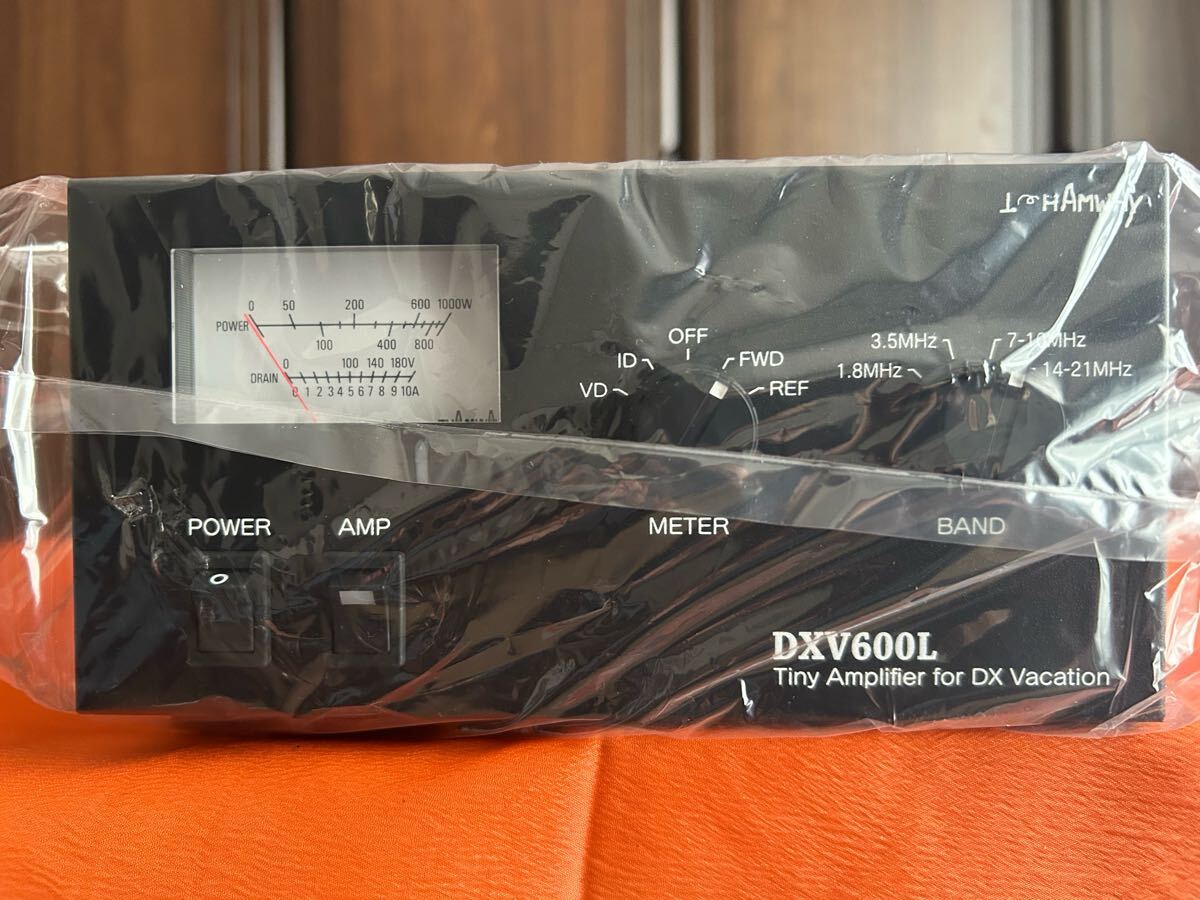 HAMWAY
0 50 200 600 1000W
POWER
100 400 800
0 100 140 180V
DRAIN
0 1 2 3 4 5 6 7 8 9 10A
OFF
ID FWD
VD REF
3.5MHz 7-10MHz
1.8MHz 14-21MHz
POWER AMP METER BAND
DXV600L
Tiny Amplifier for DX Vacation